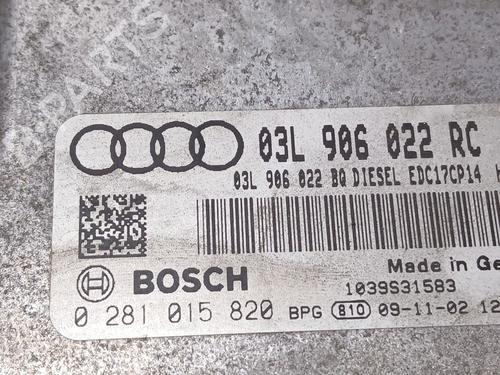 03L 906 022 RC
03L 906 022 BQ DIESEL EDC17CP14 H
BOSCH
Made in Ge
1039S31583
0 281 015 820 BPG 810 09-11-02 12